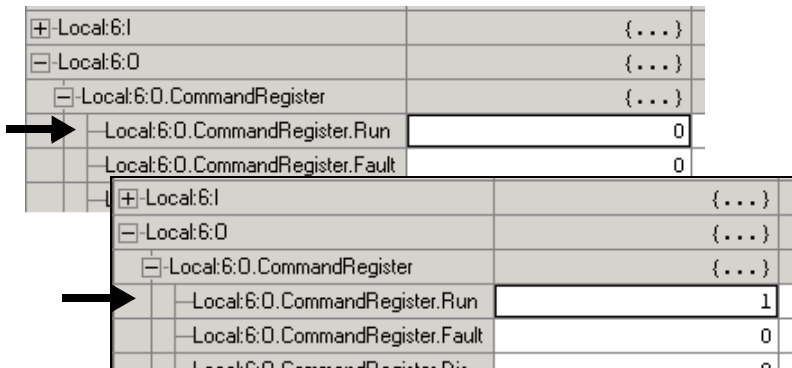 Local:6:I {...}
Local:6:O {...}
Local:6:O.CommandRegister {...}
Local:6:O.CommandRegister.Run 0
Local:6:O.CommandRegister.Fault 0
Local:6:I {...}
Local:6:O {...}
Local:6:O.CommandRegister {...}
Local:6:O.CommandRegister.Run 1
Local:6:O.CommandRegister.Fault 0